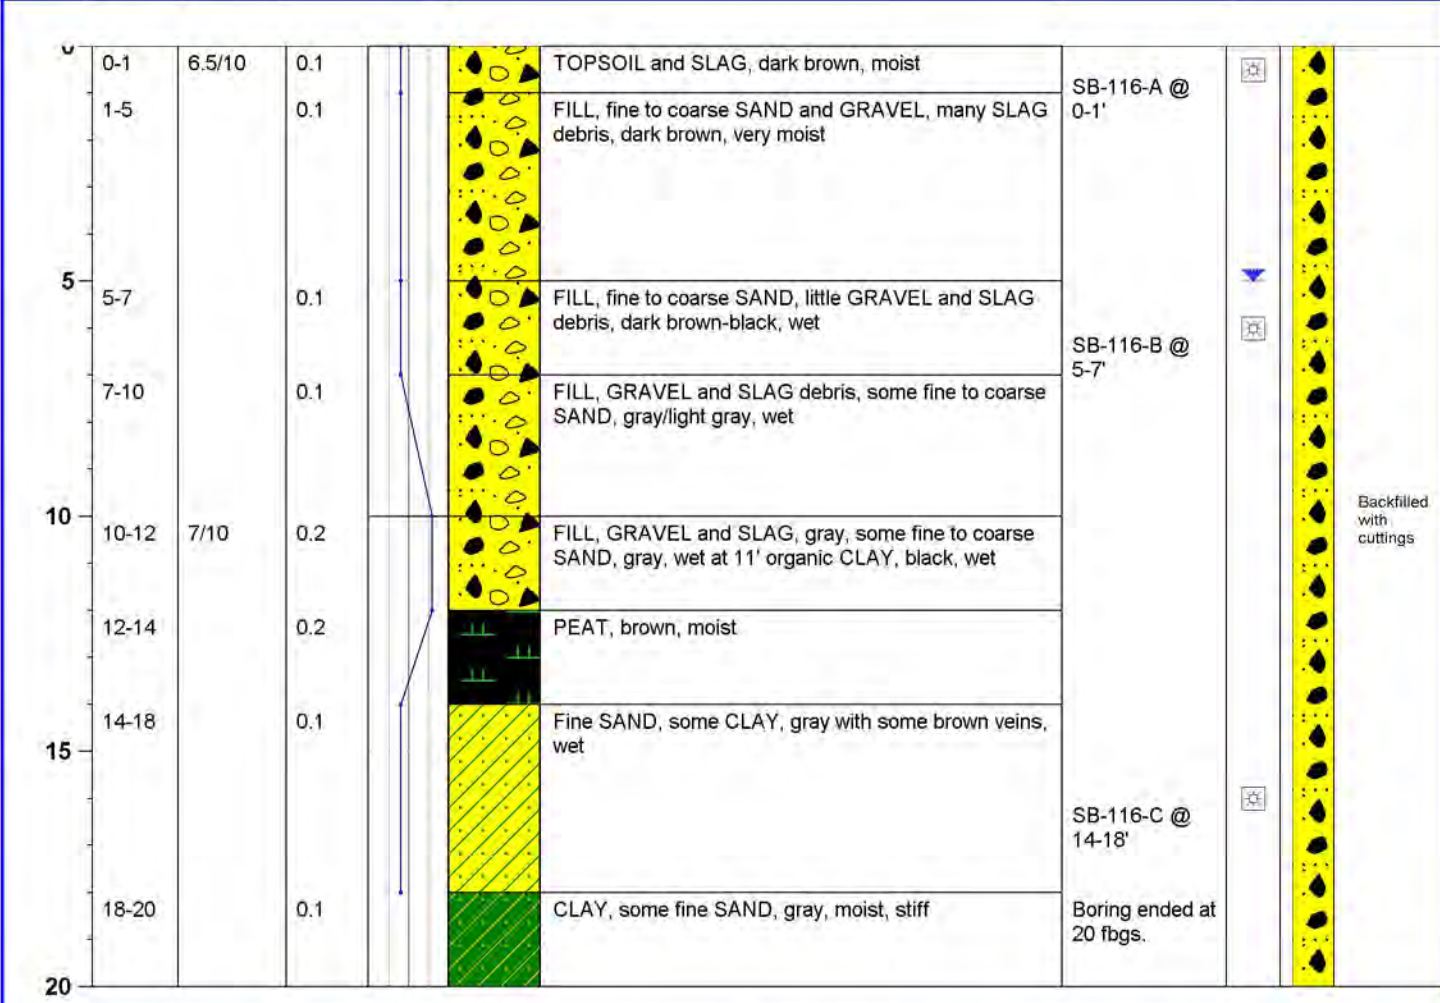 0
0-1 6.5/10 0.1 TOPSOIL and SLAG, dark brown, moist
SB-116-A @
0-1'
1-5 0.1 FILL, fine to coarse SAND and GRAVEL, many SLAG
debris, dark brown, very moist
5
5-7 0.1 FILL, fine to coarse SAND, little GRAVEL and SLAG
debris, dark brown-black, wet
SB-116-B @
5-7'
7-10 0.1 FILL, GRAVEL and SLAG debris, some fine to coarse
SAND, gray/light gray, wet
10
10-12 7/10 0.2 FILL, GRAVEL and SLAG, gray, some fine to coarse
SAND, gray, wet at 11' organic CLAY, black, wet
Backfilled
with
cuttings
12-14 0.2 PEAT, brown, moist
14-18 0.1 Fine SAND, some CLAY, gray with some brown veins,
wet
15
SB-116-C @
14-18'
18-20 0.1 CLAY, some fine SAND, gray, moist, stiff
Boring ended at
20 fbgs.
20